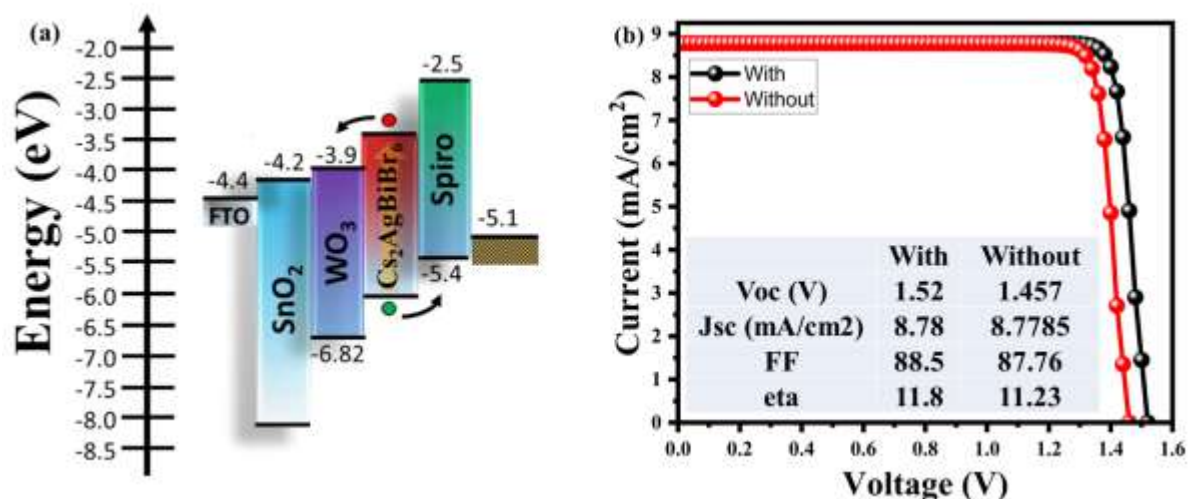 (a)
Energy (eV)
-2.0
-2.5
-3.0
-3.5
-4.0
-4.5
-5.0
-5.5
-6.0
-6.5
-7.0
-7.5
-8.0
-8.5
-4.4
FTO
-4.2
SnO₂
-3.9
WO₃
-6.82
Cs₂AgBiBr₆
-2.5
Spiro
-5.4
-5.1
(b)
Current (mA/cm²)
9
8
7
6
5
4
3
2
1
0
With
Without
With Without
Voc (V) 1.52 1.457
Jsc (mA/cm2) 8.78 8.7785
FF 88.5 87.76
eta 11.8 11.23
0.0 0.2 0.4 0.6 0.8 1.0 1.2 1.4 1.6
Voltage (V)